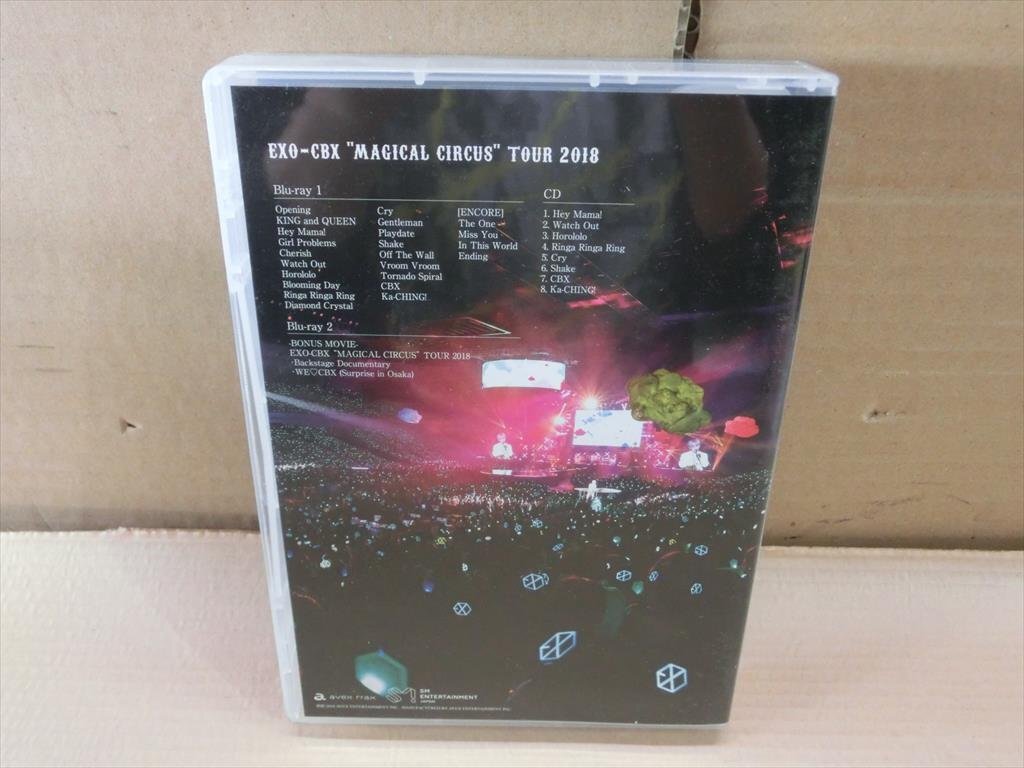 EXO-CBX "MAGICAL CIRCUS" TOUR 2018
Blu-ray 1
Opening
KING and QUEEN
Hey Mama!
Girl Problems
Cherish
Watch Out
Horololo
Blooming Day
Ringa Ringa Ring
Diamond Crystal
Cry
Gentleman
Playdate
Shake
Off The Wall
Vroom Vroom
Tornado Spiral
CBX
Ka-CHING!
[ENCORE]
The One
Miss You
In This World
Ending
CD
1. Hey Mama!
2. Watch Out
3. Horololo
4. Ringa Ringa Ring
5. Cry
6. Shake
7. CBX
8. Ka-CHING!
Blu-ray 2
-BONUS MOVIE-
EXO-CBX "MAGICAL CIRCUS" TOUR 2018
·Backstage Documentary
·WE♡CBX (Surprise in Osaka)
avex trax
SM
ENTERTAINMENT
JAPAN